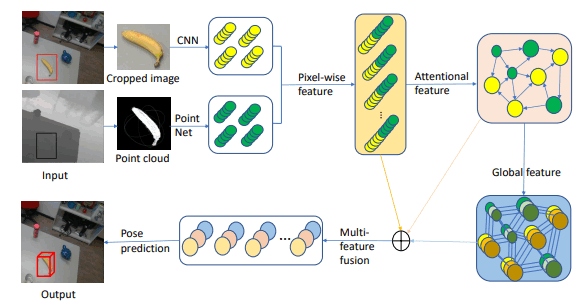 CNN
Cropped image
Pixel-wise
feature
Attentional
feature
Point
Net
Input
Point cloud
Global feature
Pose
prediction
Multi-
feature
fusion
Output